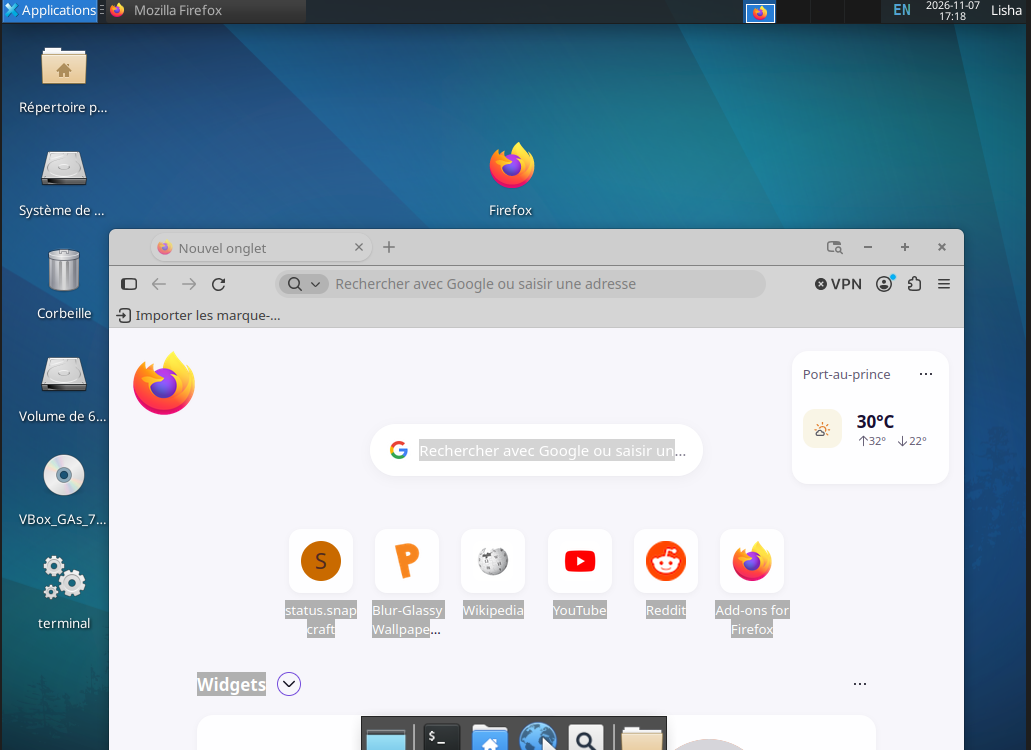 Applications
Mozilla Firefox
EN
2026-11-07
17:18
Lisha
Répertoire p...
Système de ...
Corbeille
Volume de 6...
VBox_GAs_7...
terminal
Firefox
Nouvel onglet
Rechercher avec Google ou saisir une adresse
VPN
Importer les marque-...
Port-au-prince
30°C
↑32° ↓22°
Rechercher avec Google ou saisir un...
S
status.snap
craft
Blur-Glassy
Wallpape...
Wikipedia
YouTube
Reddit
Add-ons for
Firefox
Widgets